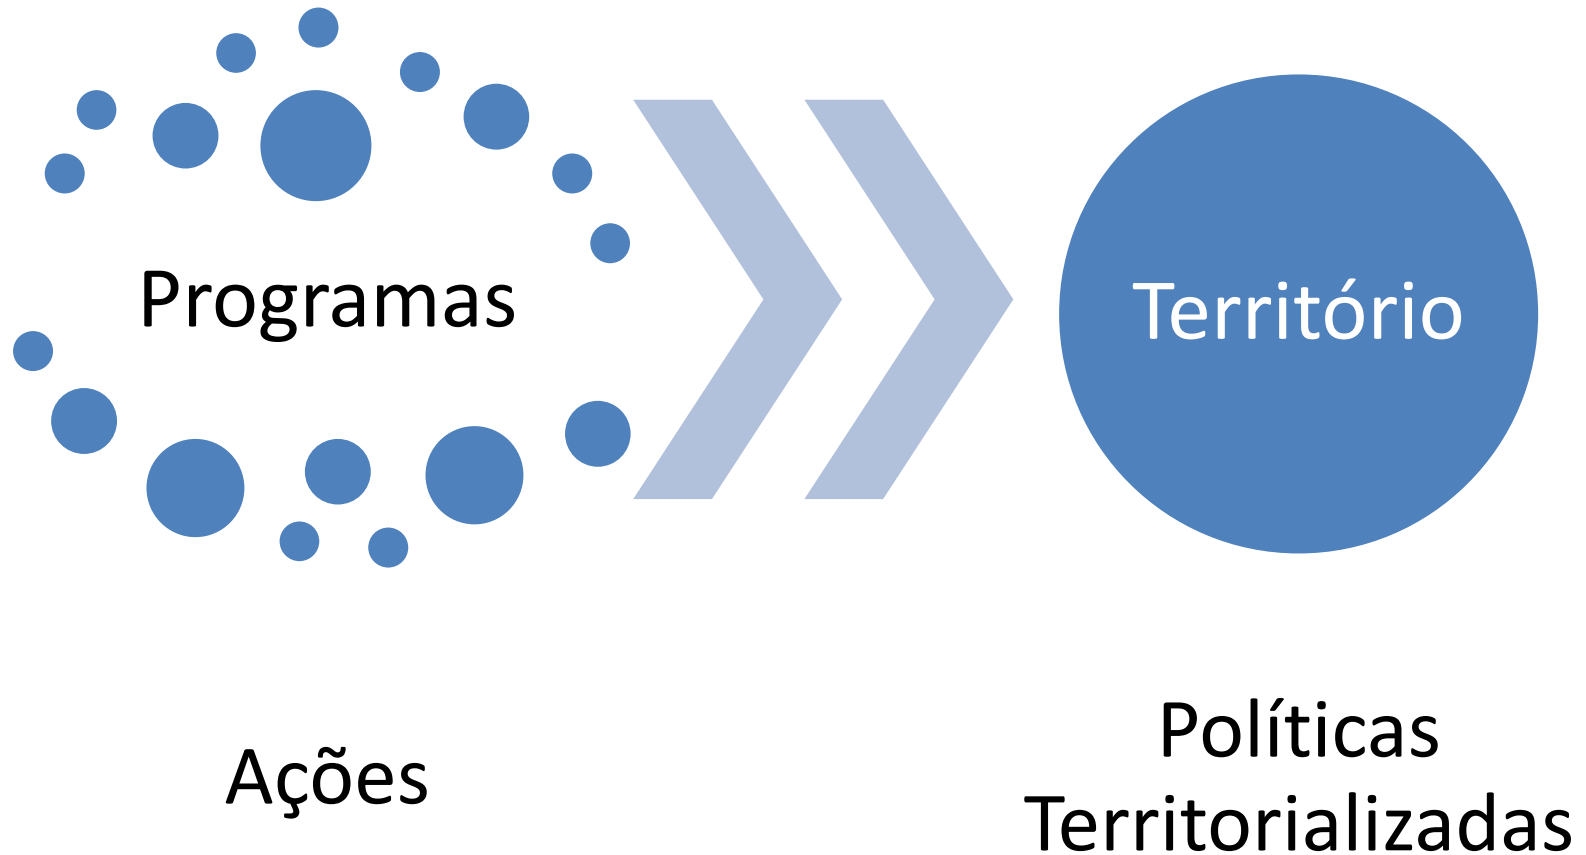 Programas
Território
Ações
Políticas
Territorializadas